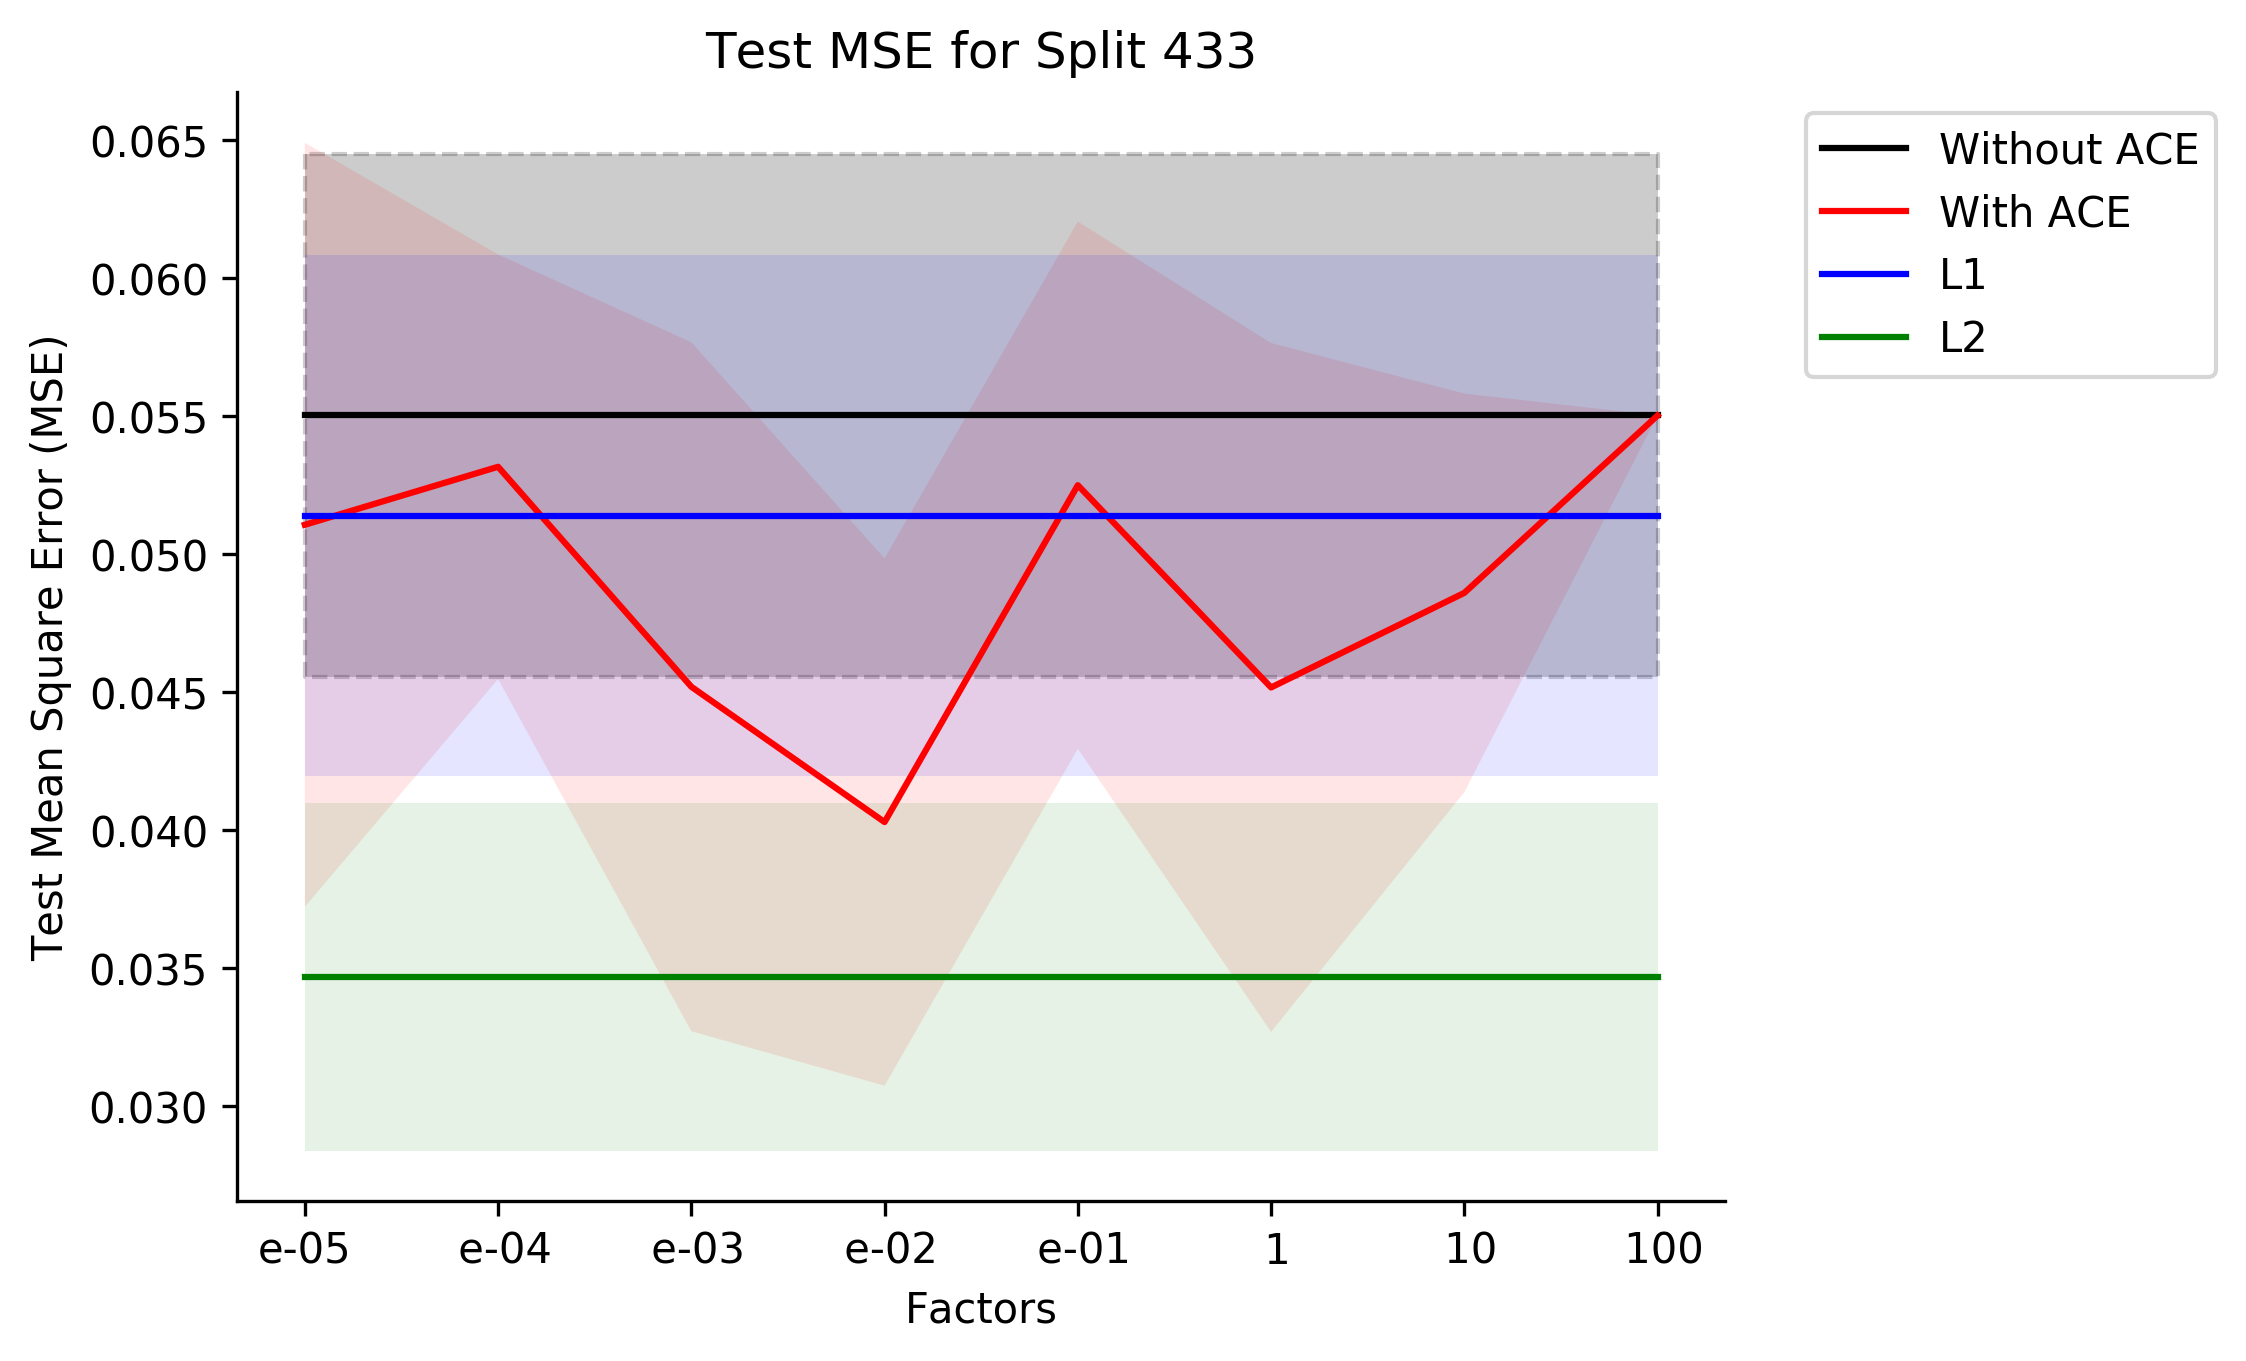 Test MSE for Split 433
Without ACE
With ACE
L1
L2
Test Mean Square Error (MSE)
0.065
0.060
0.055
0.050
0.045
0.040
0.035
0.030
e-05 e-04 e-03 e-02 e-01 1 10 100
Factors